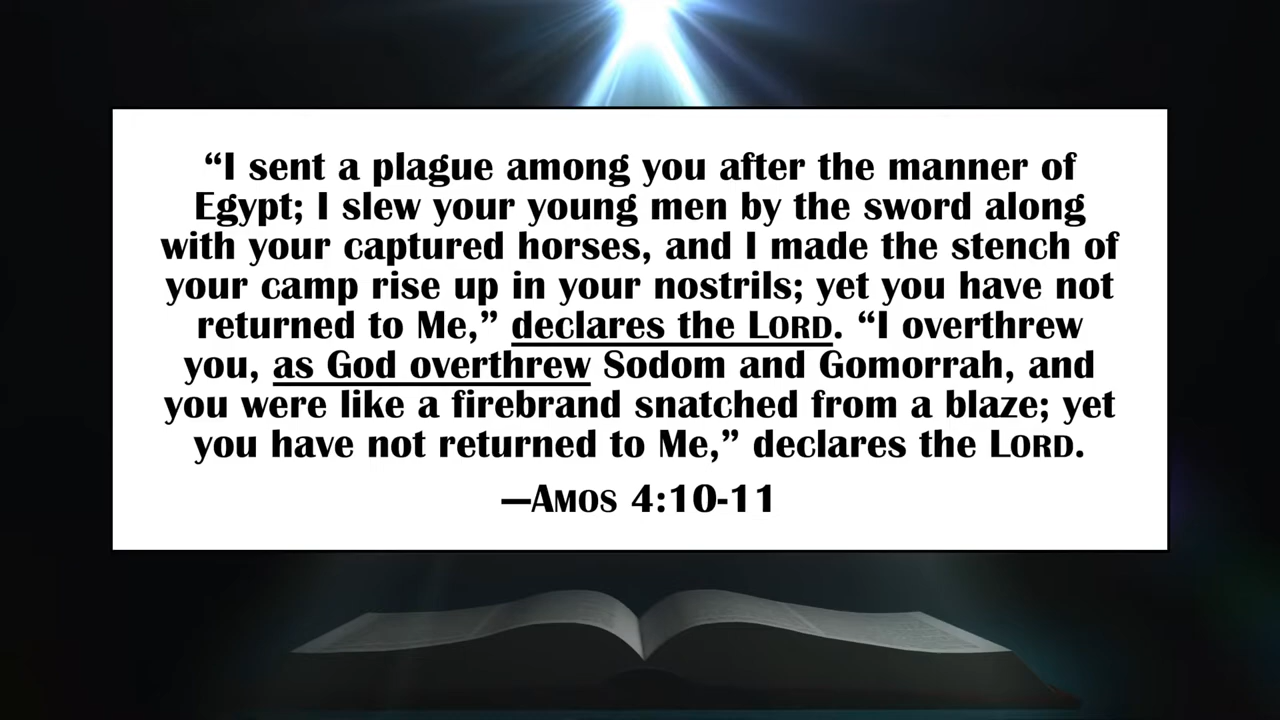 “I sent a plague among you after the manner of
Egypt; I slew your young men by the sword along
with your captured horses, and I made the stench of
your camp rise up in your nostrils; yet you have not
returned to Me,” declares the LORD. “I overthrew
you, as God overthrew Sodom and Gomorrah, and
you were like a firebrand snatched from a blaze; yet
you have not returned to Me,” declares the LORD.
—AMOS 4:10-11